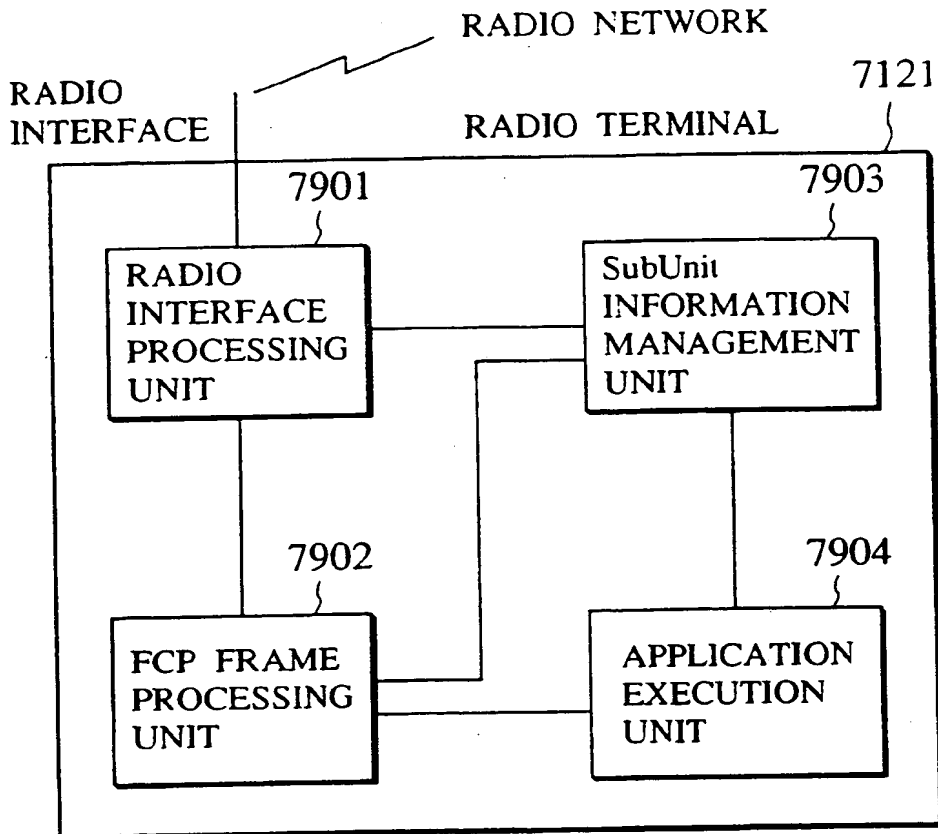 RADIO NETWORK
7121
RADIO
INTERFACE
RADIO TERMINAL
7901
RADIO
INTERFACE
PROCESSING
UNIT
7903
SubUnit
INFORMATION
MANAGEMENT
UNIT
7902
FCP FRAME
PROCESSING
UNIT
7904
APPLICATION
EXECUTION
UNIT